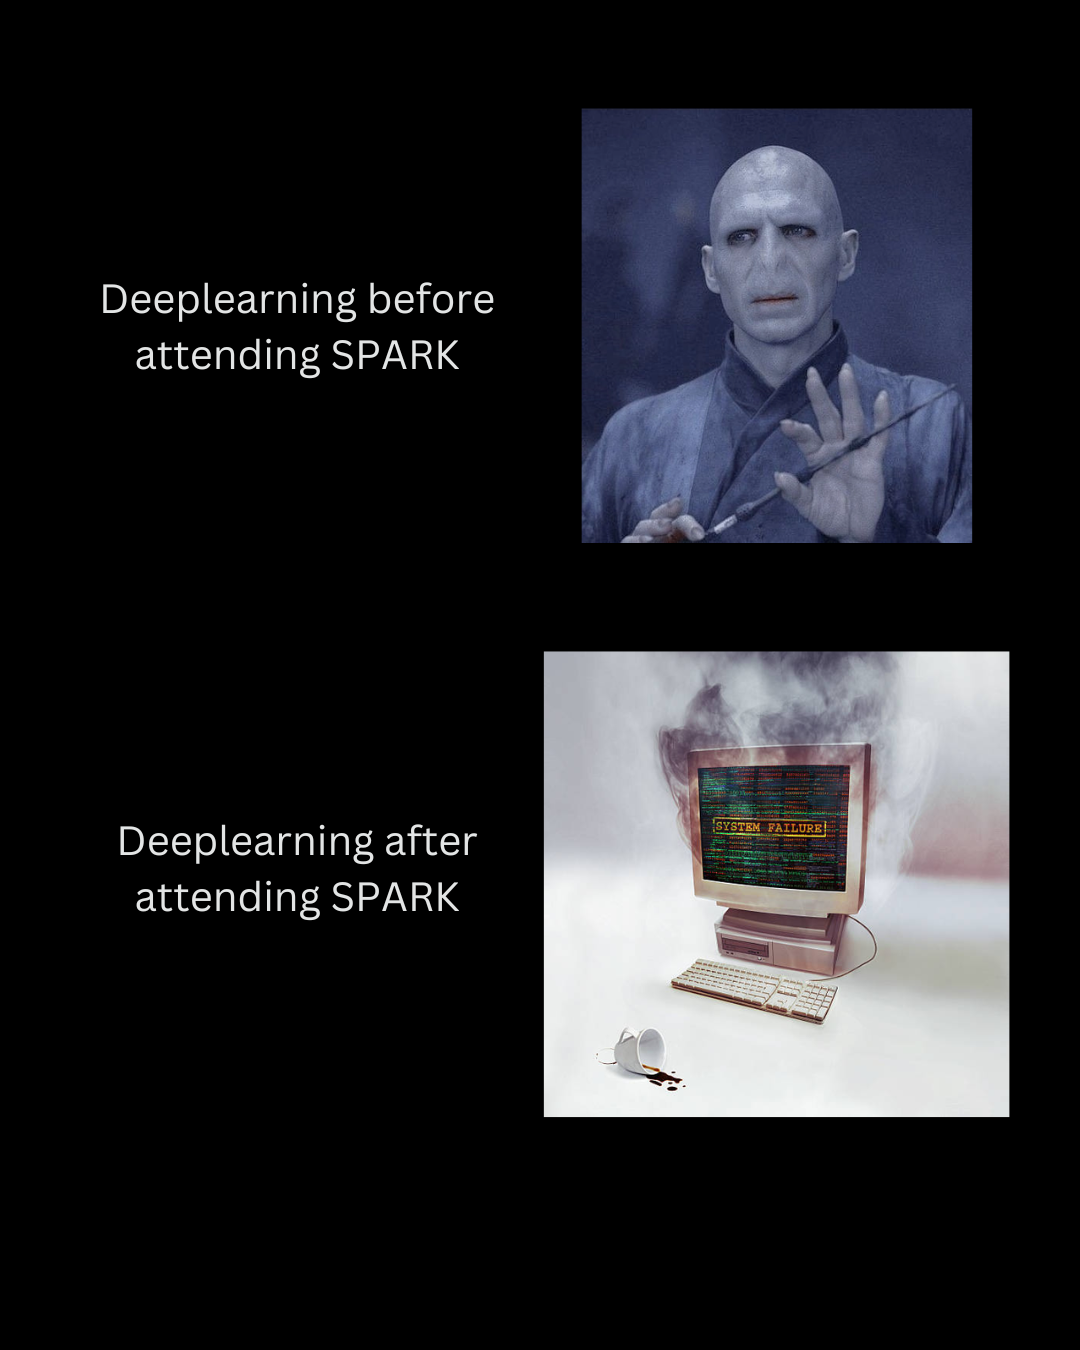 Deeplearning before
attending SPARK
SYSTEM FAILURE
Deeplearning after
attending SPARK